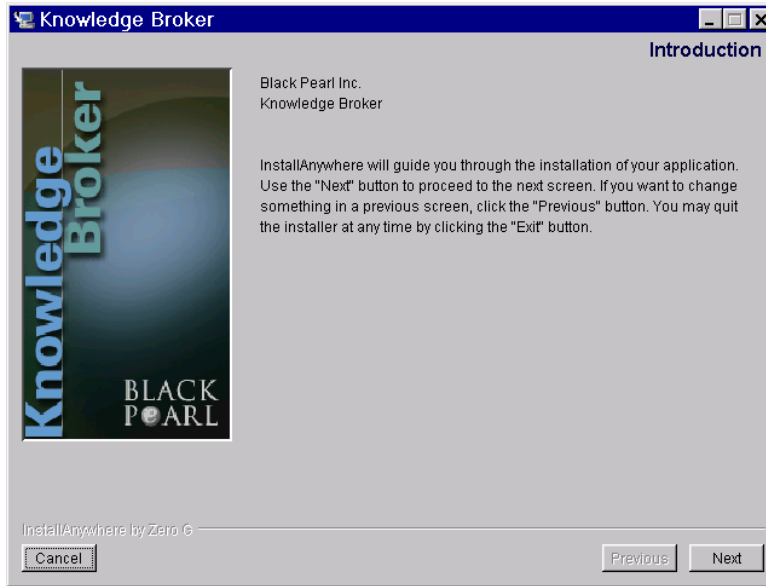 Knowledge Broker
Introduction
Knowledge
Broker
BLACK
PeARL
Black Pearl Inc.
Knowledge Broker
InstallAnywhere will guide you through the installation of your application.
Use the "Next" button to proceed to the next screen. If you want to change
something in a previous screen, click the "Previous" button. You may quit
the installer at any time by clicking the "Exit" button.
InstallAnywhere by Zero G
Cancel
Previous
Next